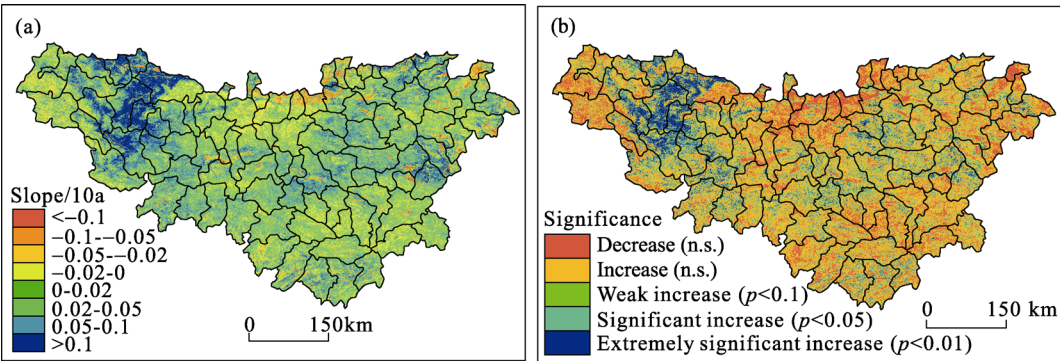 (a)
Slope/10a
<−0.1
−0.1-−0.05
−0.05-−0.02
−0.02-0
0-0.02
0.02-0.05
0.05-0.1
>0.1
0 150km
(b)
Significance
Decrease (n.s.)
Increase (n.s.)
Weak increase (p<0.1)
Significant increase (p<0.05)
Extremely significant increase (p<0.01)
0 150 km